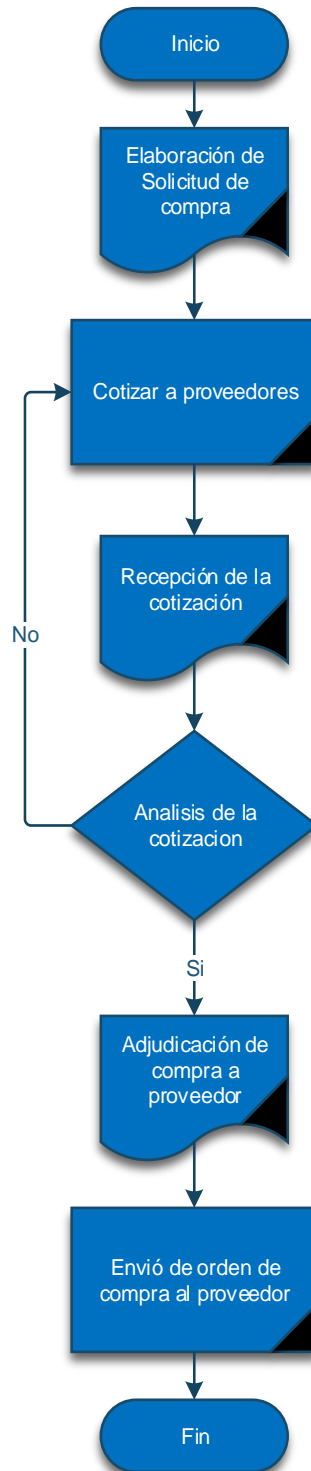 Inicio
Elaboración de
Solicitud de
compra
Cotizar a proveedores
Recepción de la
cotización
No
Analisis de la
cotizacion
Si
Adjudicación de
compra a
proveedor
Envió de orden de
compra al proveedor
Fin